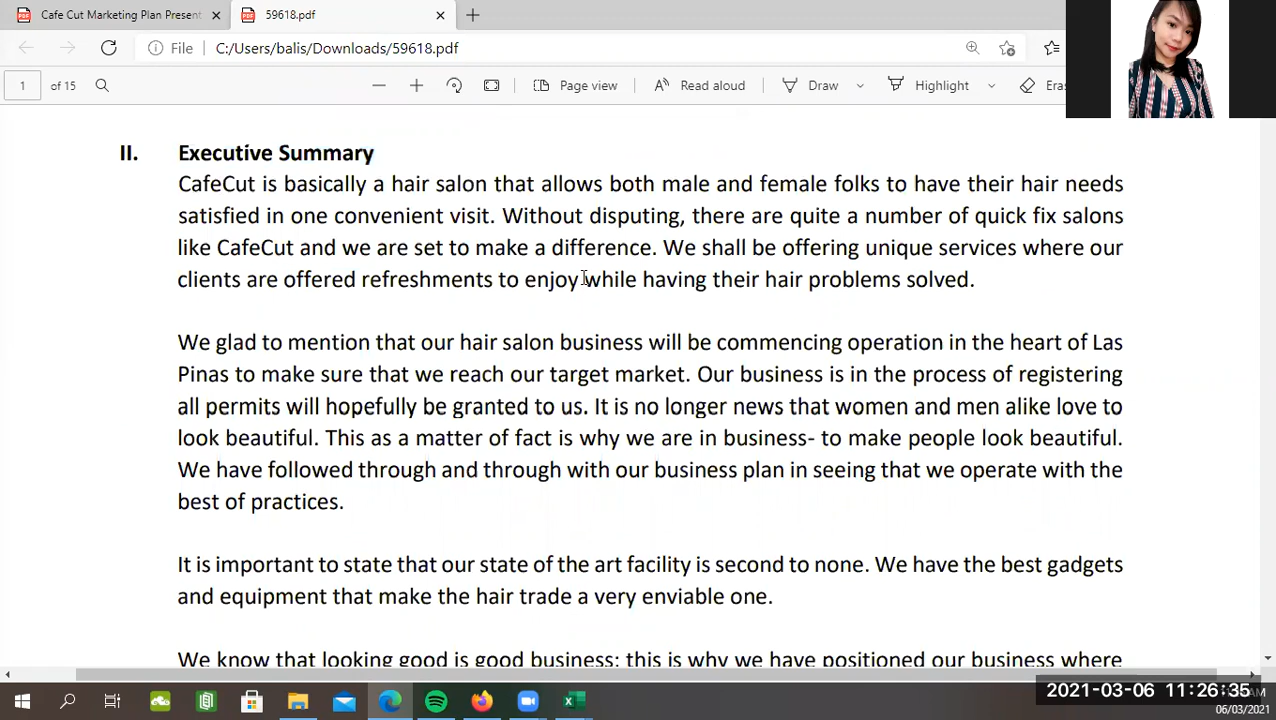 Cafe Cut Marketing Plan Present
59618.pdf
File
C:/Users/balis/Downloads/59618.pdf
1 of 15
Page view
Read aloud
Draw
Highlight
Era
II. Executive Summary
CafeCut is basically a hair salon that allows both male and female folks to have their hair needs
satisfied in one convenient visit. Without disputing, there are quite a number of quick fix salons
like CafeCut and we are set to make a difference. We shall be offering unique services where our
clients are offered refreshments to enjoy while having their hair problems solved.
We glad to mention that our hair salon business will be commencing operation in the heart of Las
Pinas to make sure that we reach our target market. Our business is in the process of registering
all permits will hopefully be granted to us. It is no longer news that women and men alike love to
look beautiful. This as a matter of fact is why we are in business- to make people look beautiful.
We have followed through and through with our business plan in seeing that we operate with the
best of practices.
It is important to state that our state of the art facility is second to none. We have the best gadgets
and equipment that make the hair trade a very enviable one.
We know that looking good is good business; this is why we have positioned our business where
2021-03-06 11:26:35
06/03/2021